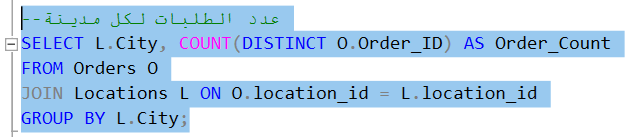 --عدد الطلبات لكل مدينة
SELECT L.City, COUNT(DISTINCT O.Order_ID) AS Order_Count
FROM Orders O
JOIN Locations L ON O.location_id = L.location_id
GROUP BY L.City;